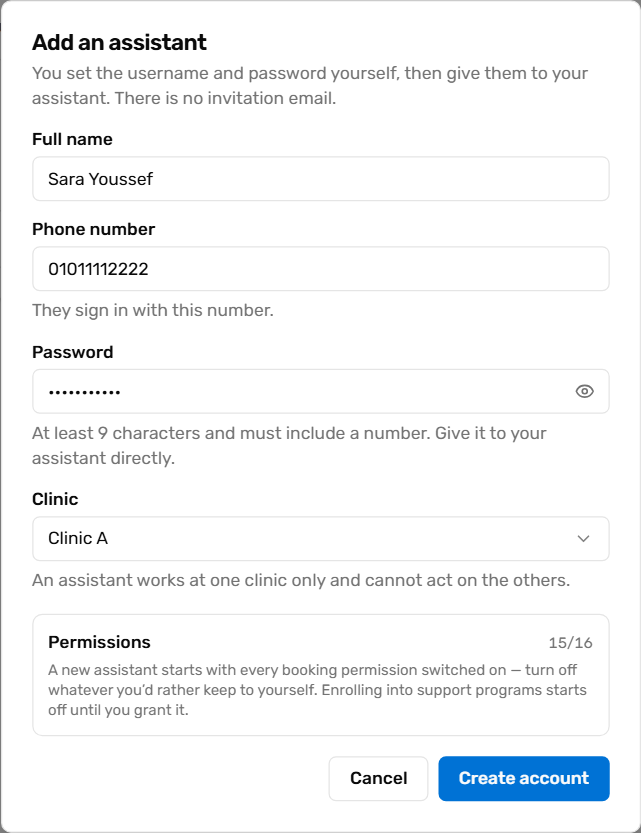 Add an assistant
You set the username and password yourself, then give them to your
assistant. There is no invitation email.
Full name
Sara Youssef
Phone number
01011112222
They sign in with this number.
Password
•••••••••••
At least 9 characters and must include a number. Give it to your
assistant directly.
Clinic
Clinic A
An assistant works at one clinic only and cannot act on the others.
Permissions 15/16
A new assistant starts with every booking permission switched on — turn off
whatever you’d rather keep to yourself. Enrolling into support programs starts
off until you grant it.
Cancel Create account